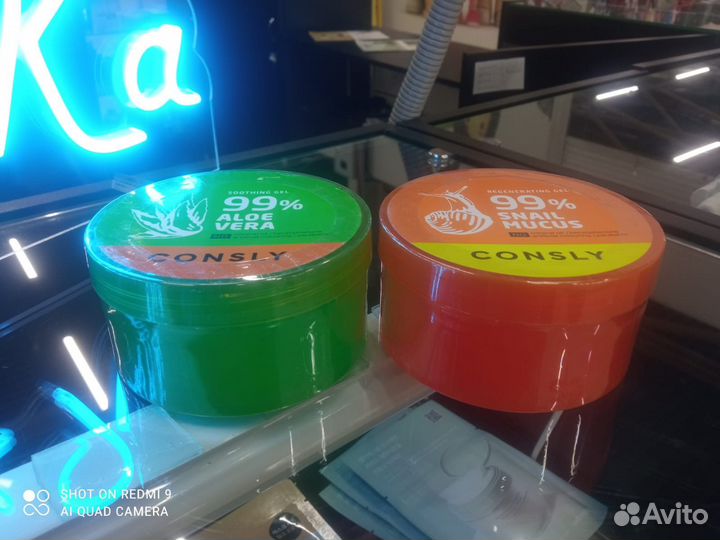 Ka
SOOTHING GEL
99%
ALOE
VERA
CONSLY
REGENERATING GEL
99%
SNAIL
MUCUS
CONSLY
SHOT ON REDMI 9
AI QUAD CAMERA
Avito